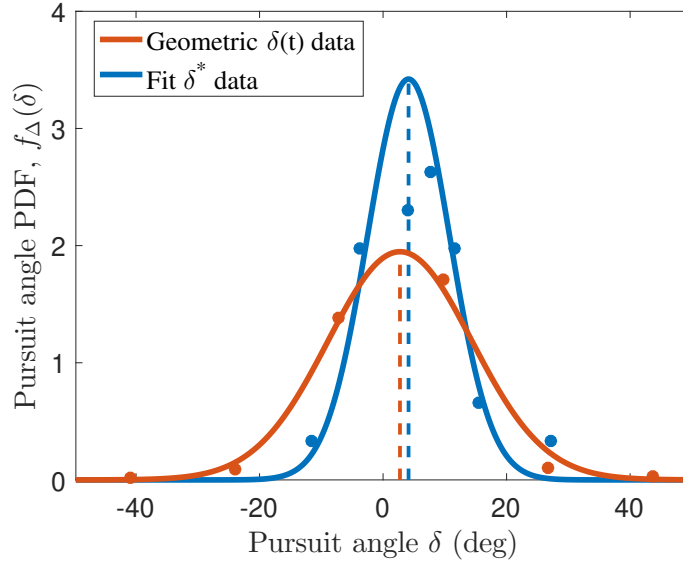 Geometric δ(t) data
Fit δ* data
Pursuit angle PDF, f_Δ(δ)
4
3
2
1
0
-40
-20
0
20
40
Pursuit angle δ (deg)